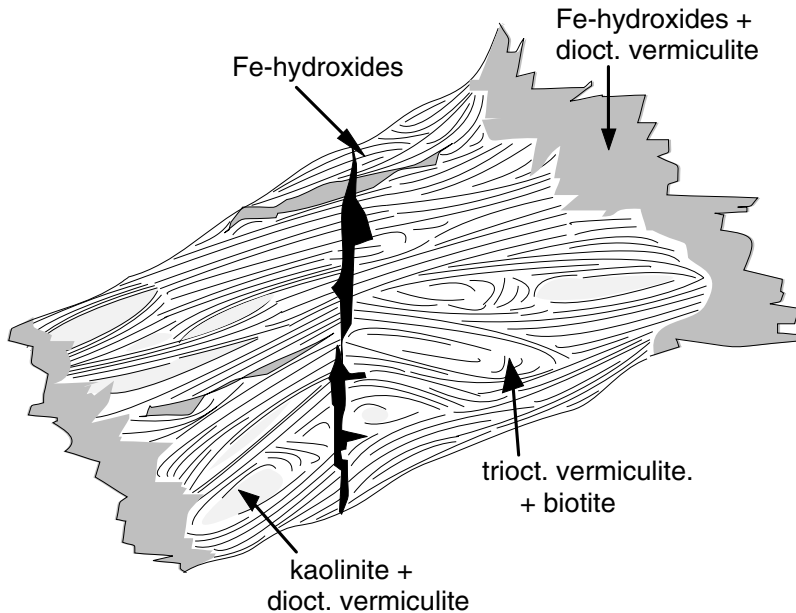 Fe-hydroxides +
dioct. vermiculite
Fe-hydroxides
trioct. vermiculite.
+ biotite
kaolinite +
dioct. vermiculite